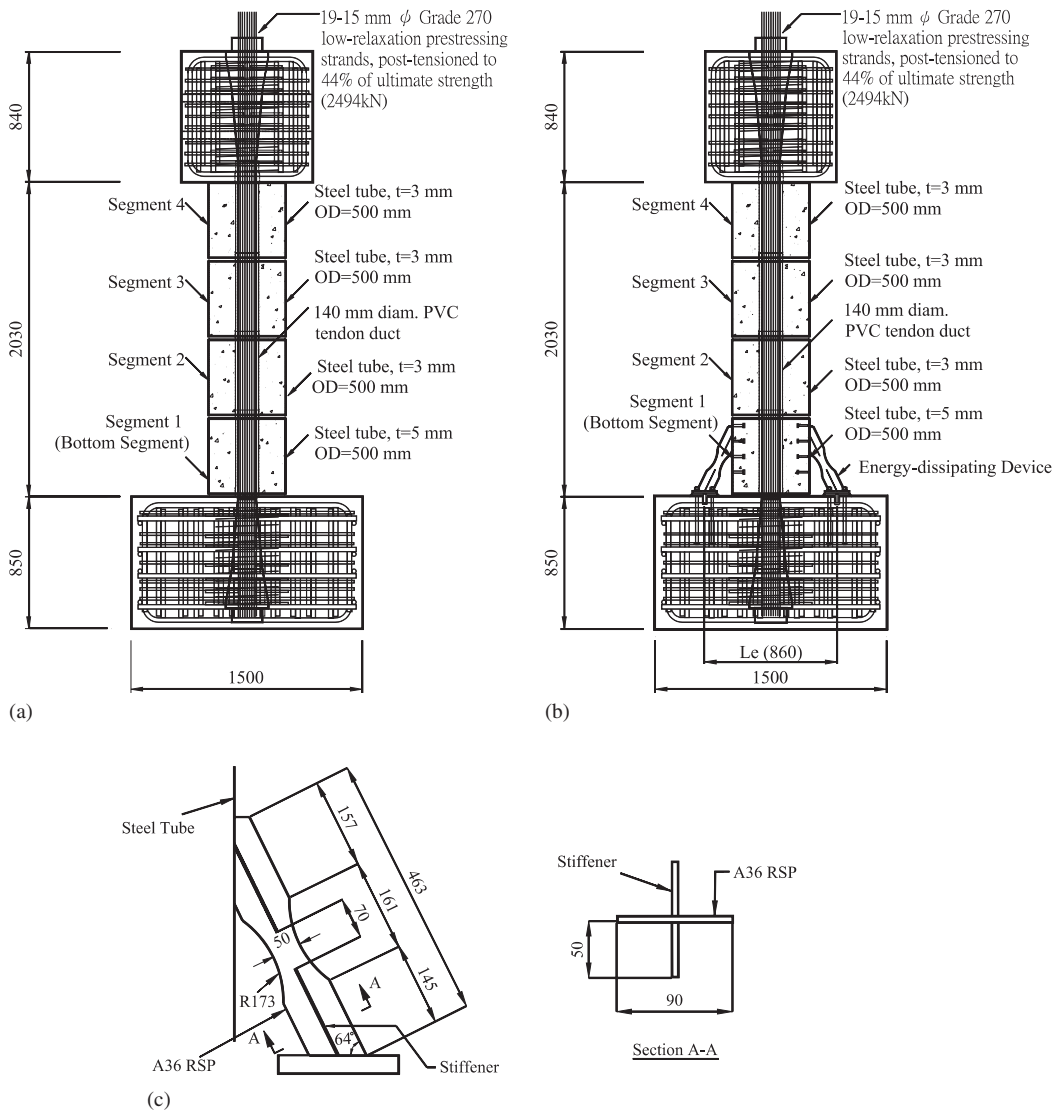 19-15 mm ϕ Grade 270
low-relaxation prestressing
strands, post-tensioned to
44% of ultimate strength
(2494kN)
840
2030
850
Segment 4
Segment 3
Segment 2
Segment 1
(Bottom Segment)
Steel tube, t=3 mm
OD=500 mm
Steel tube, t=3 mm
OD=500 mm
140 mm diam. PVC
tendon duct
Steel tube, t=3 mm
OD=500 mm
Steel tube, t=5 mm
OD=500 mm
1500
(a)
19-15 mm ϕ Grade 270
low-relaxation prestressing
strands, post-tensioned to
44% of ultimate strength
(2494kN)
840
2030
850
Segment 4
Segment 3
Segment 2
Segment 1
(Bottom Segment)
Steel tube, t=3 mm
OD=500 mm
Steel tube, t=3 mm
OD=500 mm
140 mm diam.
PVC tendon duct
Steel tube, t=3 mm
OD=500 mm
Steel tube, t=5 mm
OD=500 mm
Energy-dissipating Device
Le (860)
1500
(b)
Steel Tube
157
463
161
70
50
145
R173
A
A
64°
A36 RSP
Stiffener
(c)
Stiffener
A36 RSP
50
90
Section A-A